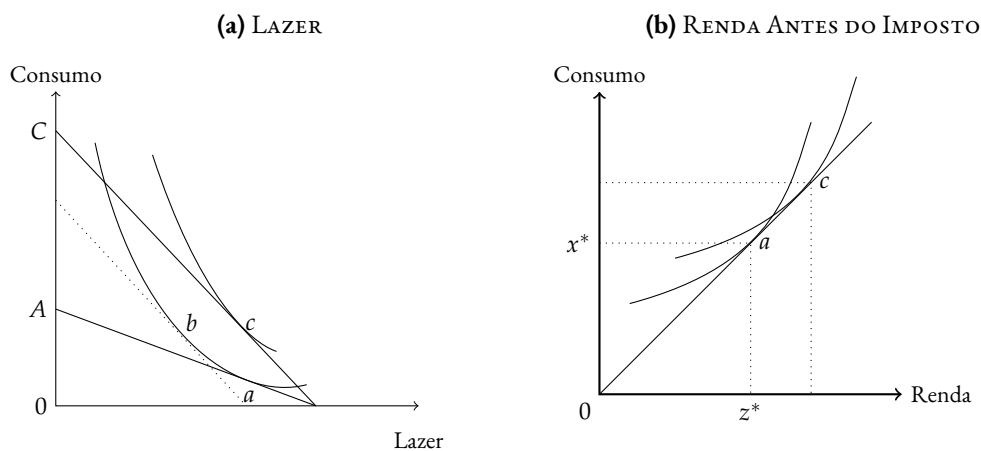 (a) Lazer
Consumo
C
A
b
c
a
0
Lazer
(b) Renda Antes do Imposto
Consumo
c
x*
a
0
z*
Renda